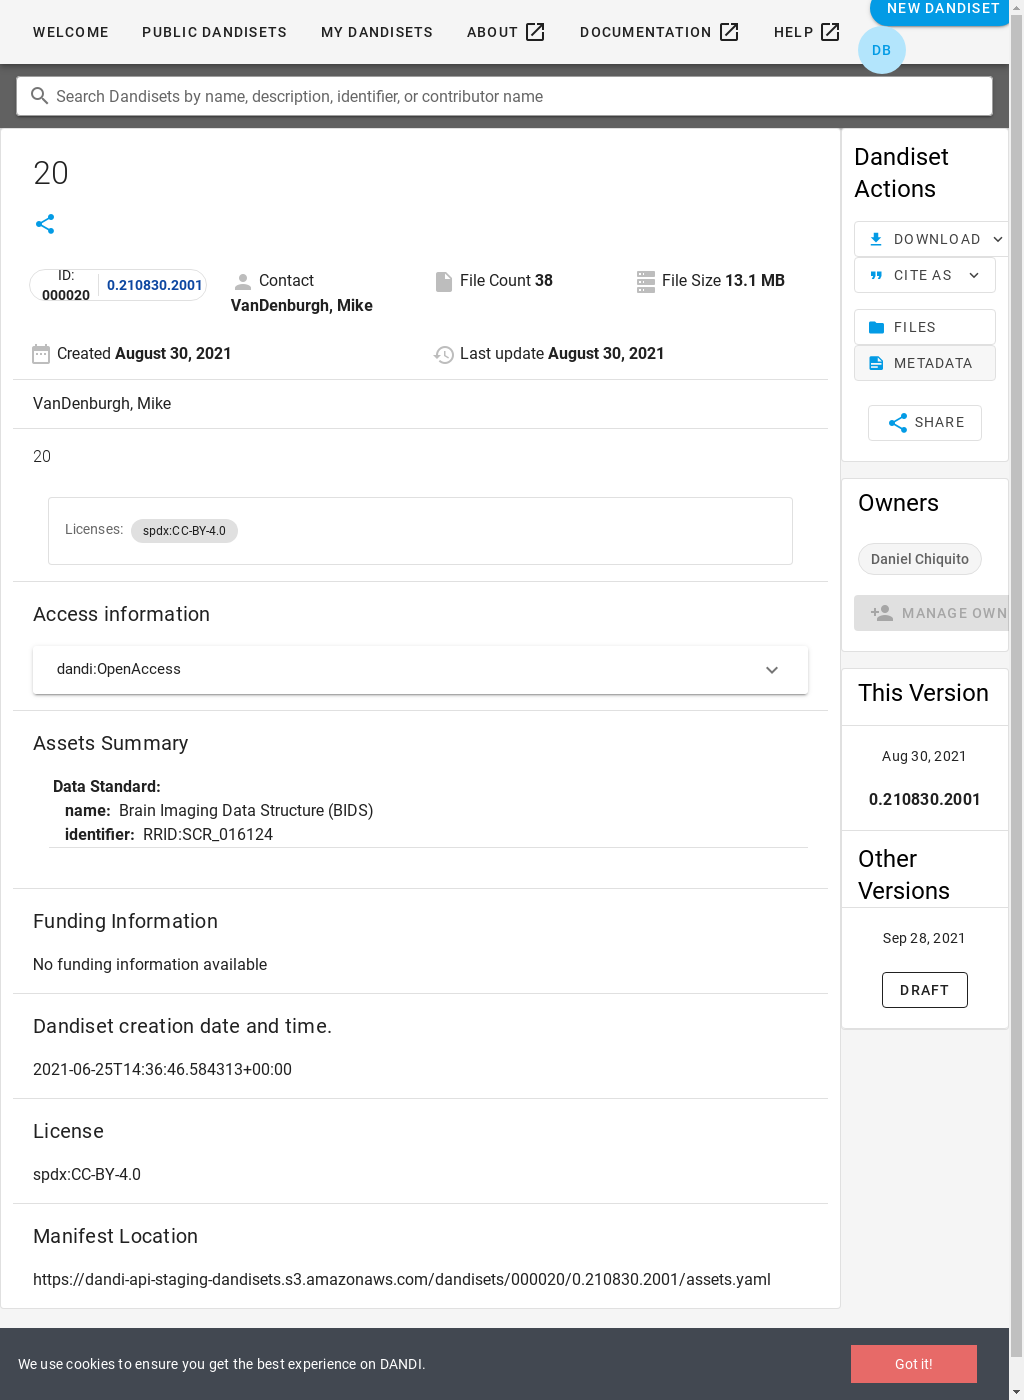 WELCOME
PUBLIC DANDISETS
MY DANDISETS
ABOUT
DOCUMENTATION
HELP
NEW DANDISET
DB
Search Dandisets by name, description, identifier, or contributor name
20
ID:
000020
0.210830.2001
Contact
VanDenburgh, Mike
File Count 38
File Size 13.1 MB
Created August 30, 2021
Last update August 30, 2021
VanDenburgh, Mike
20
Licenses: spdx:CC-BY-4.0
Access information
dandi:OpenAccess
Assets Summary
Data Standard:
name: Brain Imaging Data Structure (BIDS)
identifier: RRID:SCR_016124
Funding Information
No funding information available
Dandiset creation date and time.
2021-06-25T14:36:46.584313+00:00
License
spdx:CC-BY-4.0
Manifest Location
https://dandi-api-staging-dandisets.s3.amazonaws.com/dandisets/000020/0.210830.2001/assets.yaml
Dandiset
Actions
DOWNLOAD
CITE AS
FILES
METADATA
SHARE
Owners
Daniel Chiquito
MANAGE OWN
This Version
Aug 30, 2021
0.210830.2001
Other
Versions
Sep 28, 2021
DRAFT
We use cookies to ensure you get the best experience on DANDI.
Got it!